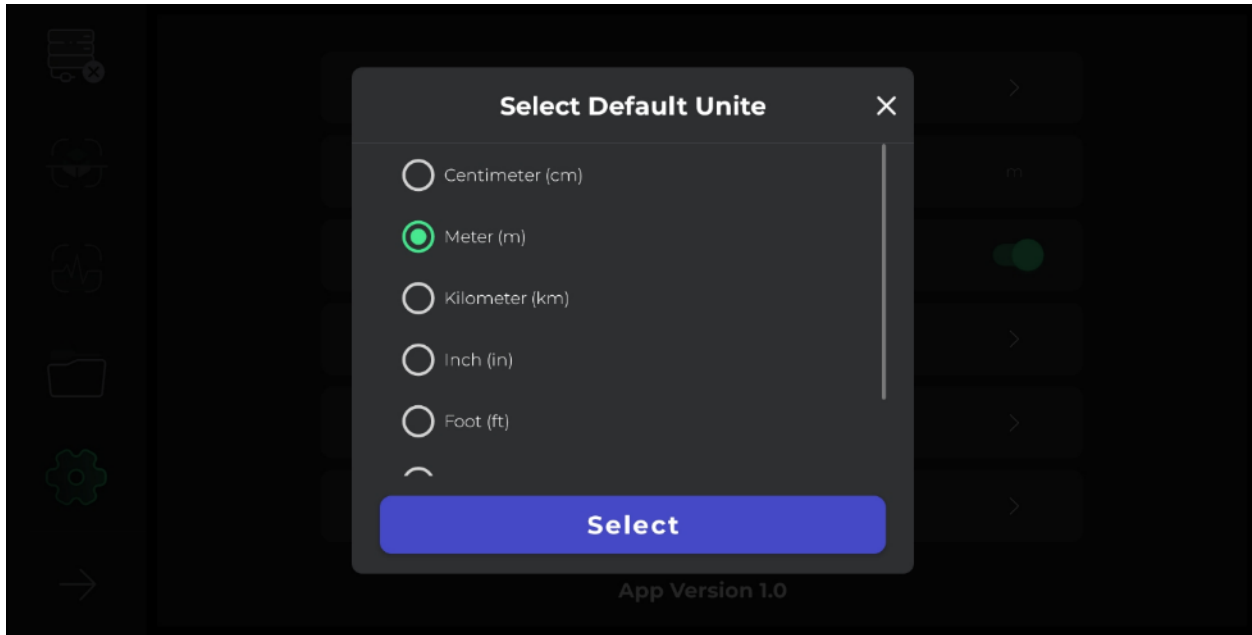 Select Default Unite
Centimeter (cm)
m
Meter (m)
Kilometer (km)
Inch (in)
Foot (ft)
Select
App Version 1.0